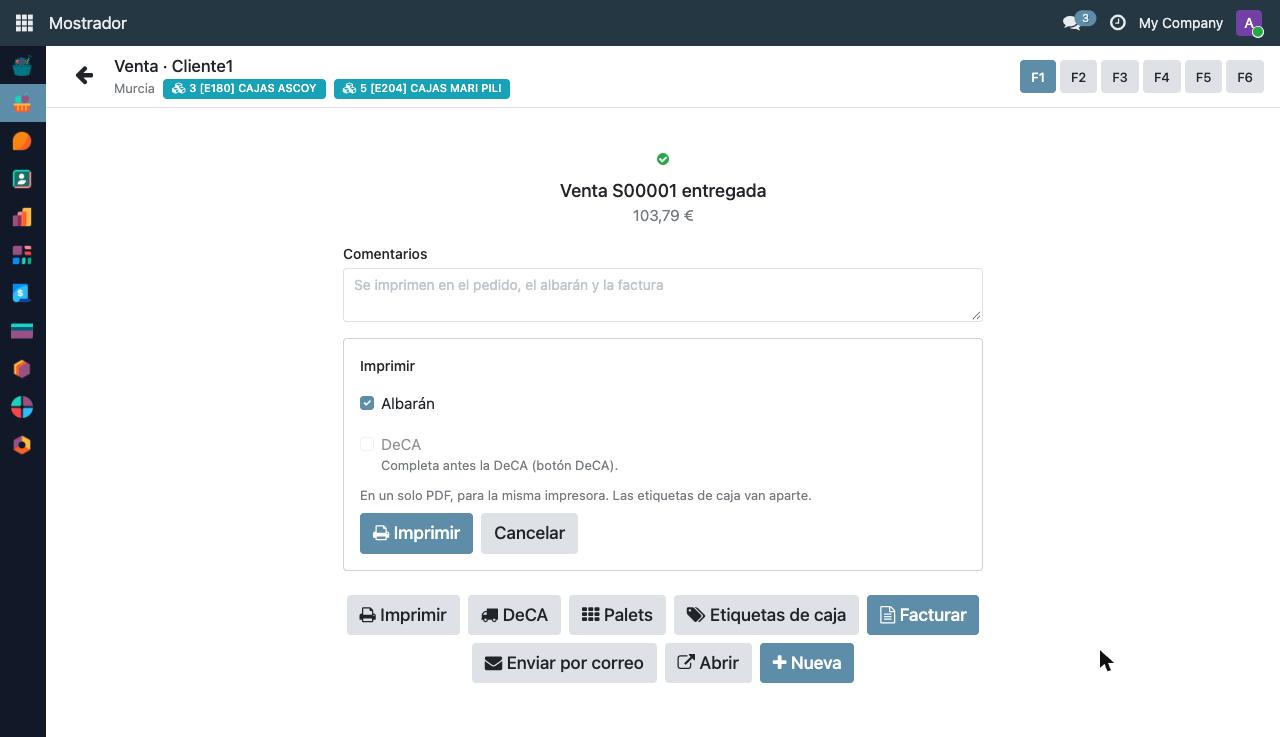 Mostrador
3
My Company
A
Venta · Cliente1
Murcia
3 [E180] CAJAS ASCOY
5 [E204] CAJAS MARI PILI
F1
F2
F3
F4
F5
F6
Venta S00001 entregada
103,79 €
Comentarios
Se imprimen en el pedido, el albarán y la factura
Imprimir
Albarán
DeCA
Completa antes la DeCA (botón DeCA).
En un solo PDF, para la misma impresora. Las etiquetas de caja van aparte.
Imprimir
Cancelar
Imprimir
DeCA
Palets
Etiquetas de caja
Facturar
Enviar por correo
Abrir
Nueva